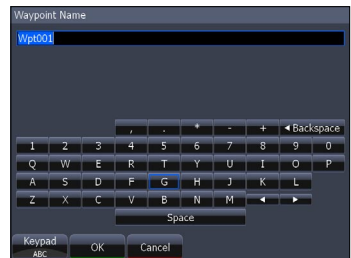 Waypoint Name
Wpt001
, . * - + ◄ Backspace
1 2 3 4 5 6 7 8 9 0
Q W E R T Y U I O P
A S D F G H J K L
Z X C V B N M ◄ ►
Space
Keypad OK Cancel
ABC